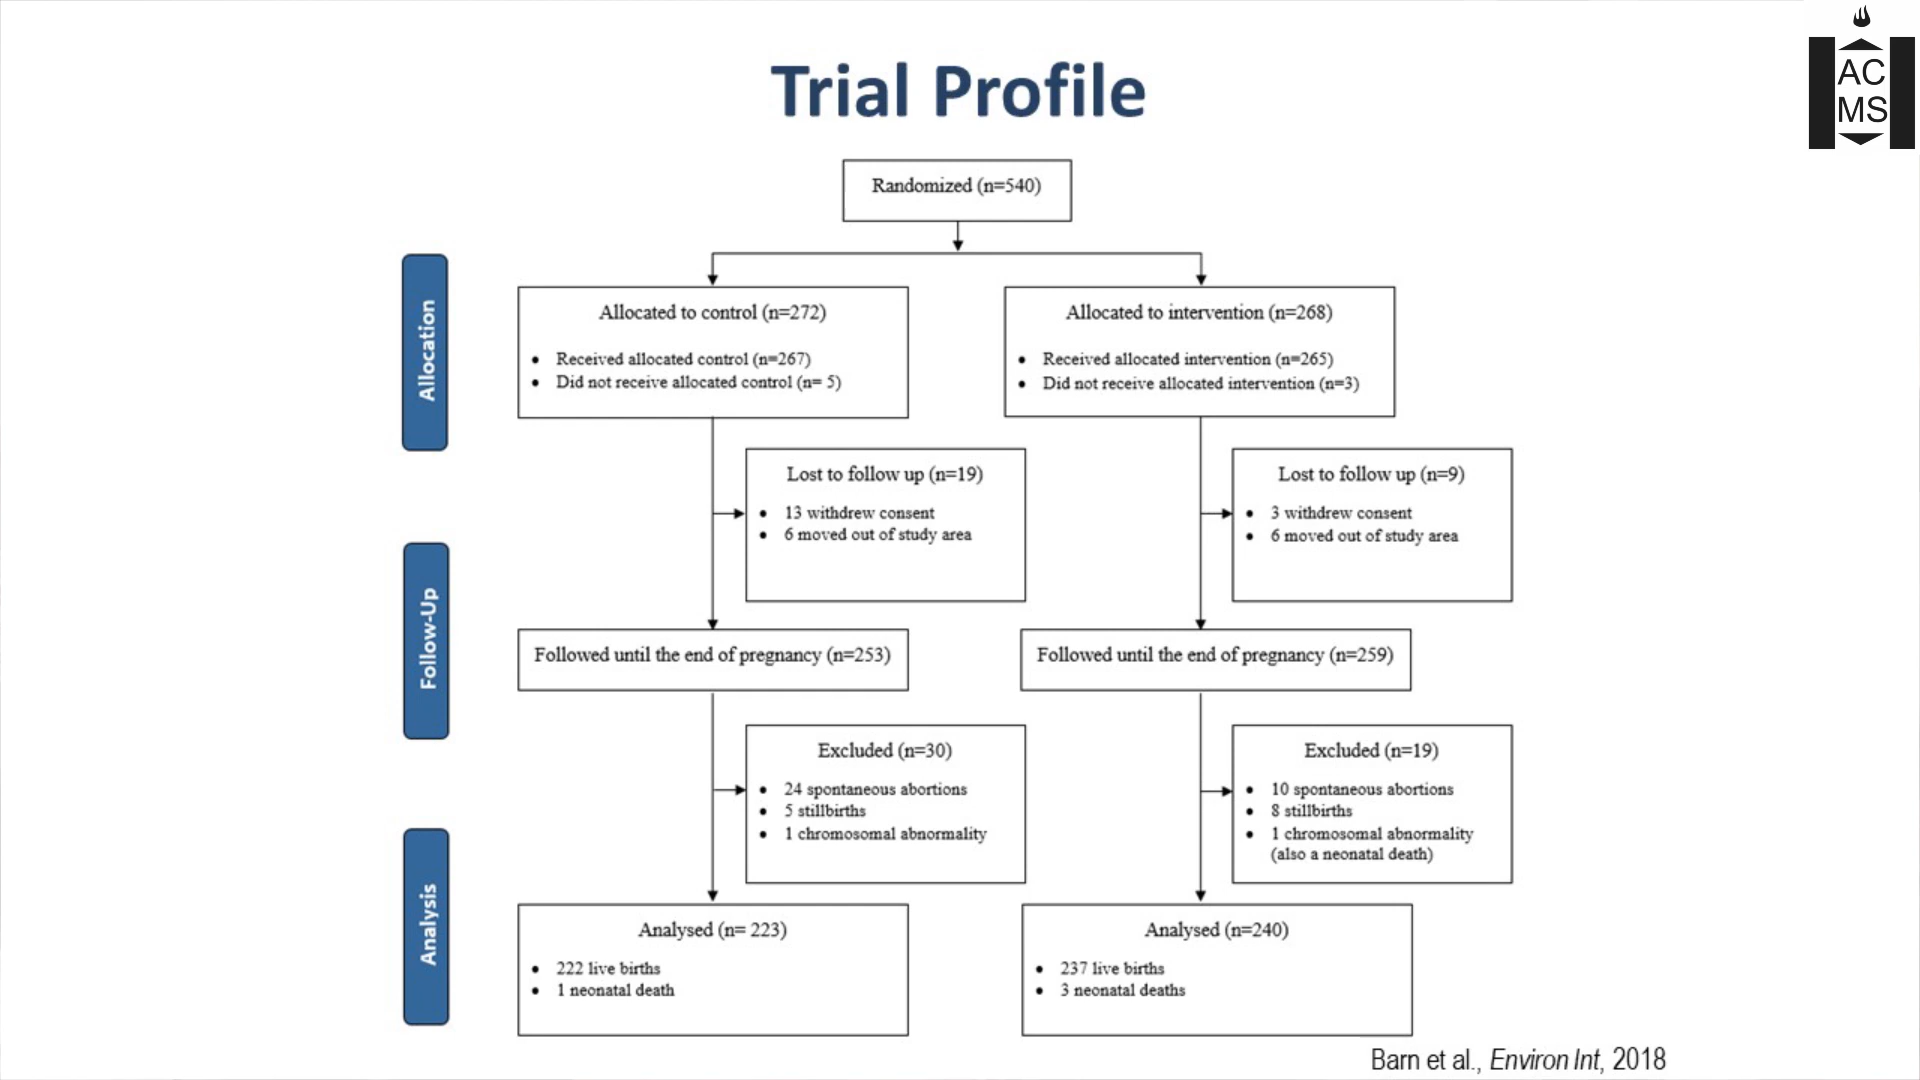 AC
MS
Trial Profile
Randomized (n=540)
Allocation
Allocated to control (n=272)
• Received allocated control (n=267)
• Did not receive allocated control (n= 5)
Allocated to intervention (n=268)
• Received allocated intervention (n=265)
• Did not receive allocated intervention (n=3)
Lost to follow up (n=19)
• 13 withdrew consent
• 6 moved out of study area
Lost to follow up (n=9)
• 3 withdrew consent
• 6 moved out of study area
Follow-Up
Followed until the end of pregnancy (n=253)
Followed until the end of pregnancy (n=259)
Excluded (n=30)
• 24 spontaneous abortions
• 5 stillbirths
• 1 chromosomal abnormality
Excluded (n=19)
• 10 spontaneous abortions
• 8 stillbirths
• 1 chromosomal abnormality
(also a neonatal death)
Analysis
Analysed (n= 223)
• 222 live births
• 1 neonatal death
Analysed (n=240)
• 237 live births
• 3 neonatal deaths
Barn et al., Environ Int, 2018